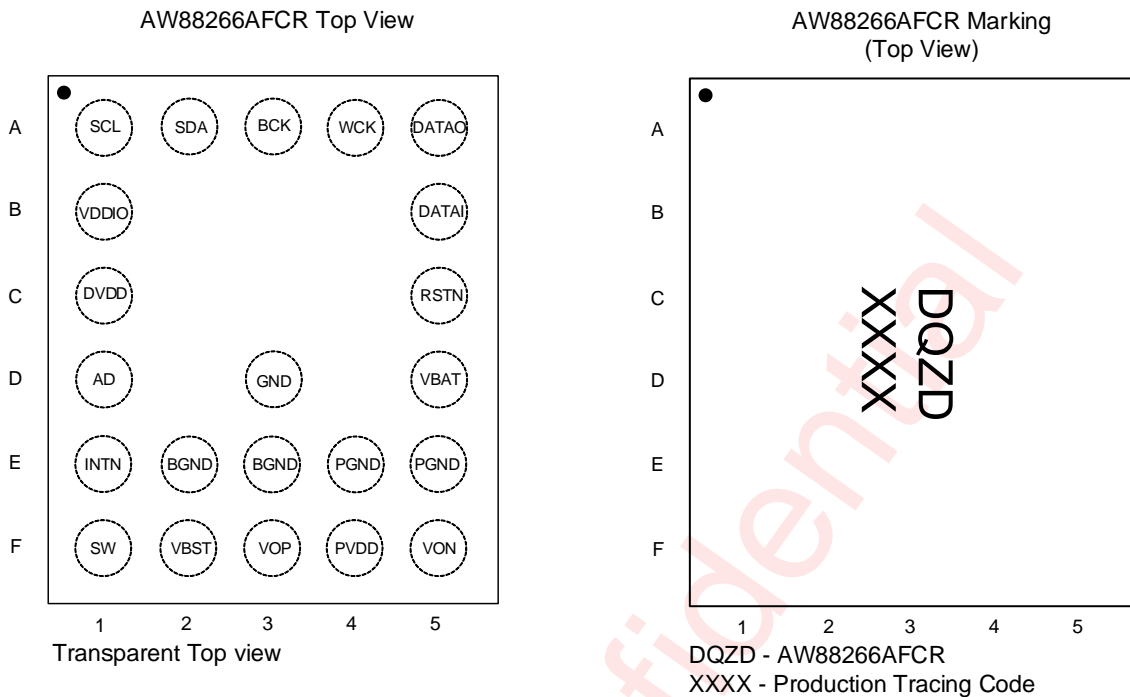 AW88266AFCR Top View
A SCL SDA BCK WCK DATAO
B VDDIO DATAI
C DVDD RSTN
D AD GND VBAT
E INTN BGND BGND PGND PGND
F SW VBST VOP PVDD VON
1 2 3 4 5
Transparent Top view
AW88266AFCR Marking
(Top View)
A
B
C
D
E
F
DQZD
XXXX
1 2 3 4 5
DQZD - AW88266AFCR
XXXX - Production Tracing Code
fidential